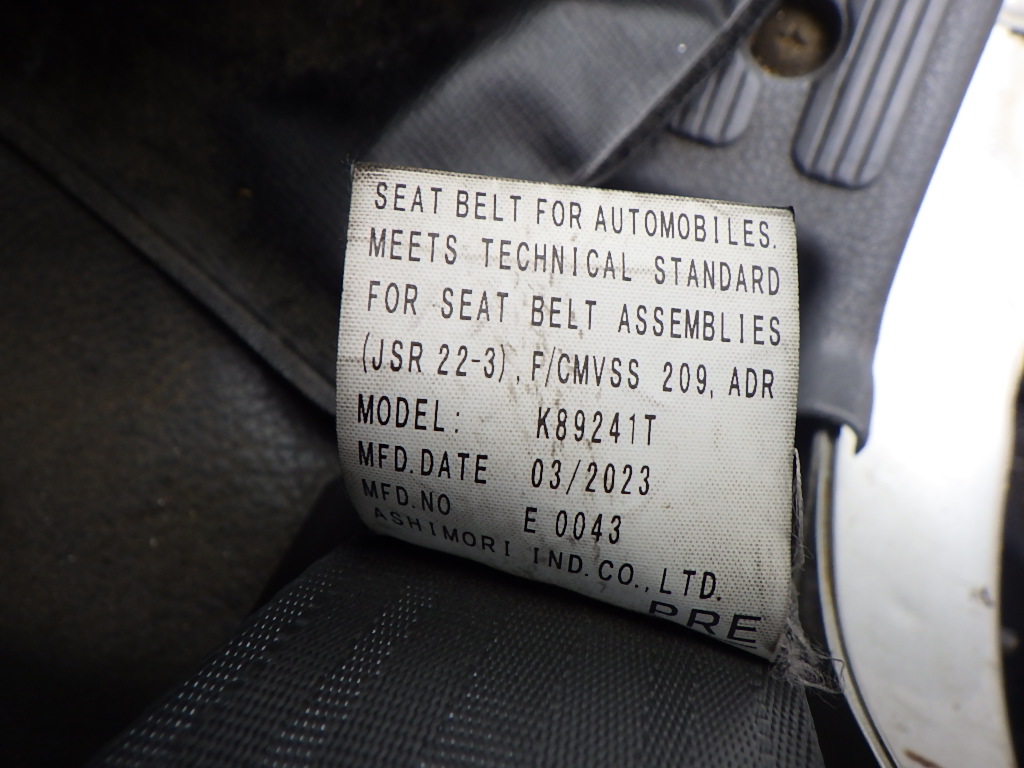 SEAT BELT FOR AUTOMOBILES.
MEETS TECHNICAL STANDARD
FOR SEAT BELT ASSEMBLIES
(JSR 22-3), F/CMVSS 209, ADR
MODEL: K89241T
MFD.DATE 03/2023
MFD.NO E 0043
ASHIMORI IND.CO.,LTD.
PRE